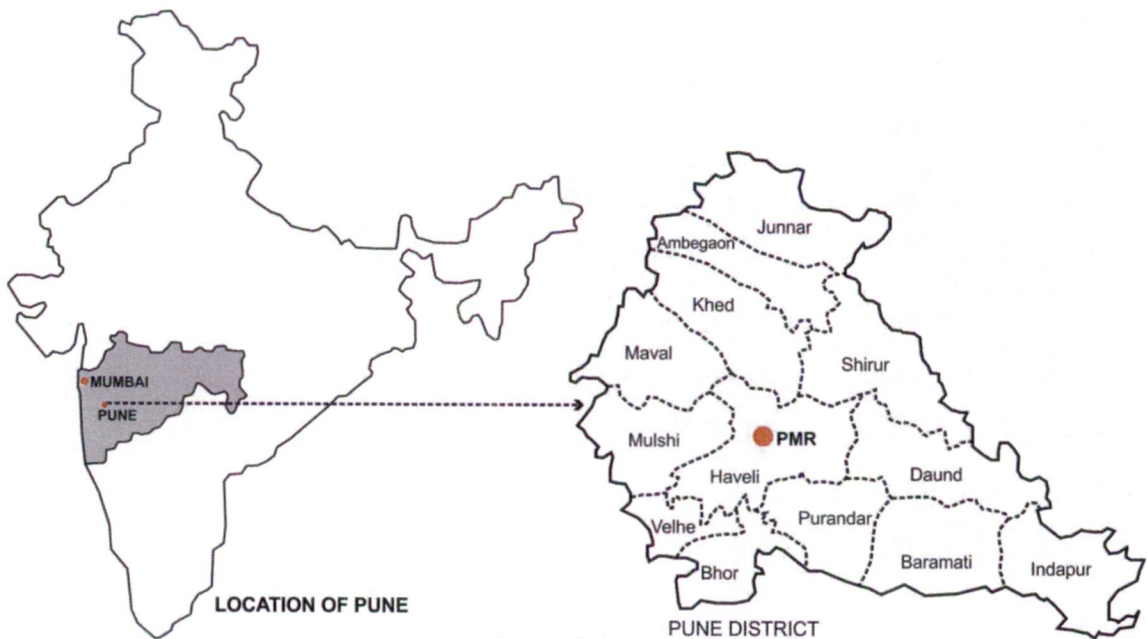 MUMBAI
PUNE
LOCATION OF PUNE
Junnar
Ambegaon
Khed
Maval
Shirur
Mulshi
PMR
Haveli
Daund
Velhe
Purandar
Bhor
Baramati
Indapur
PUNE DISTRICT